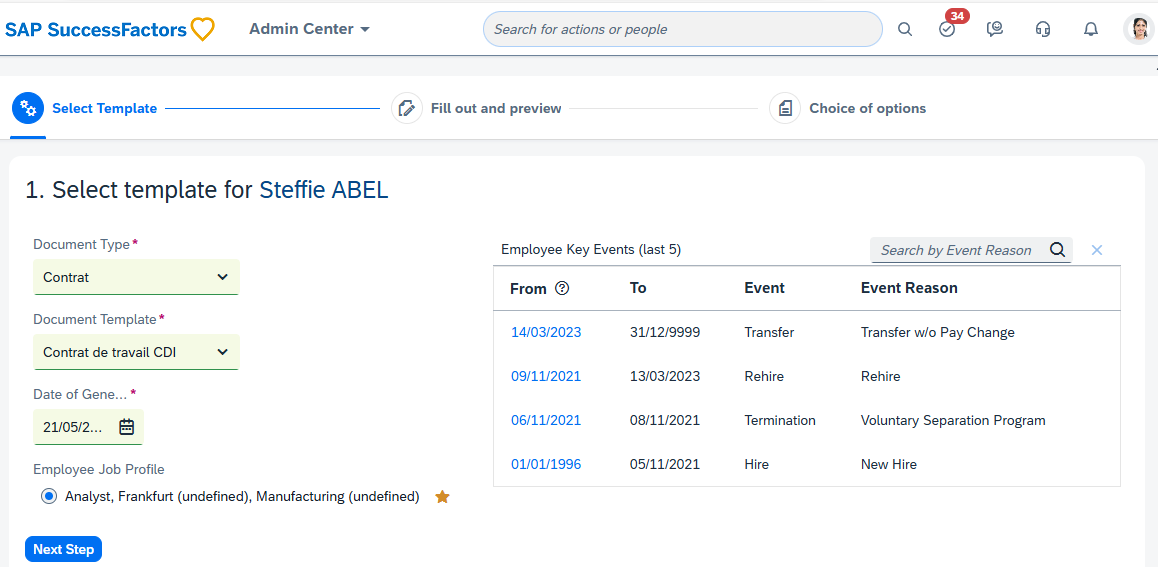 SAP SuccessFactors Admin Center Search for actions or people 34
Select Template Fill out and preview Choice of options
1. Select template for Steffie ABEL
Document Type*
Contrat
Document Template*
Contrat de travail CDI
Date of Gene... *
21/05/2...
Employee Job Profile
Analyst, Frankfurt (undefined), Manufacturing (undefined)
Next Step
Employee Key Events (last 5) Search by Event Reason
From To Event Event Reason
14/03/2023 31/12/9999 Transfer Transfer w/o Pay Change
09/11/2021 13/03/2023 Rehire Rehire
06/11/2021 08/11/2021 Termination Voluntary Separation Program
01/01/1996 05/11/2021 Hire New Hire